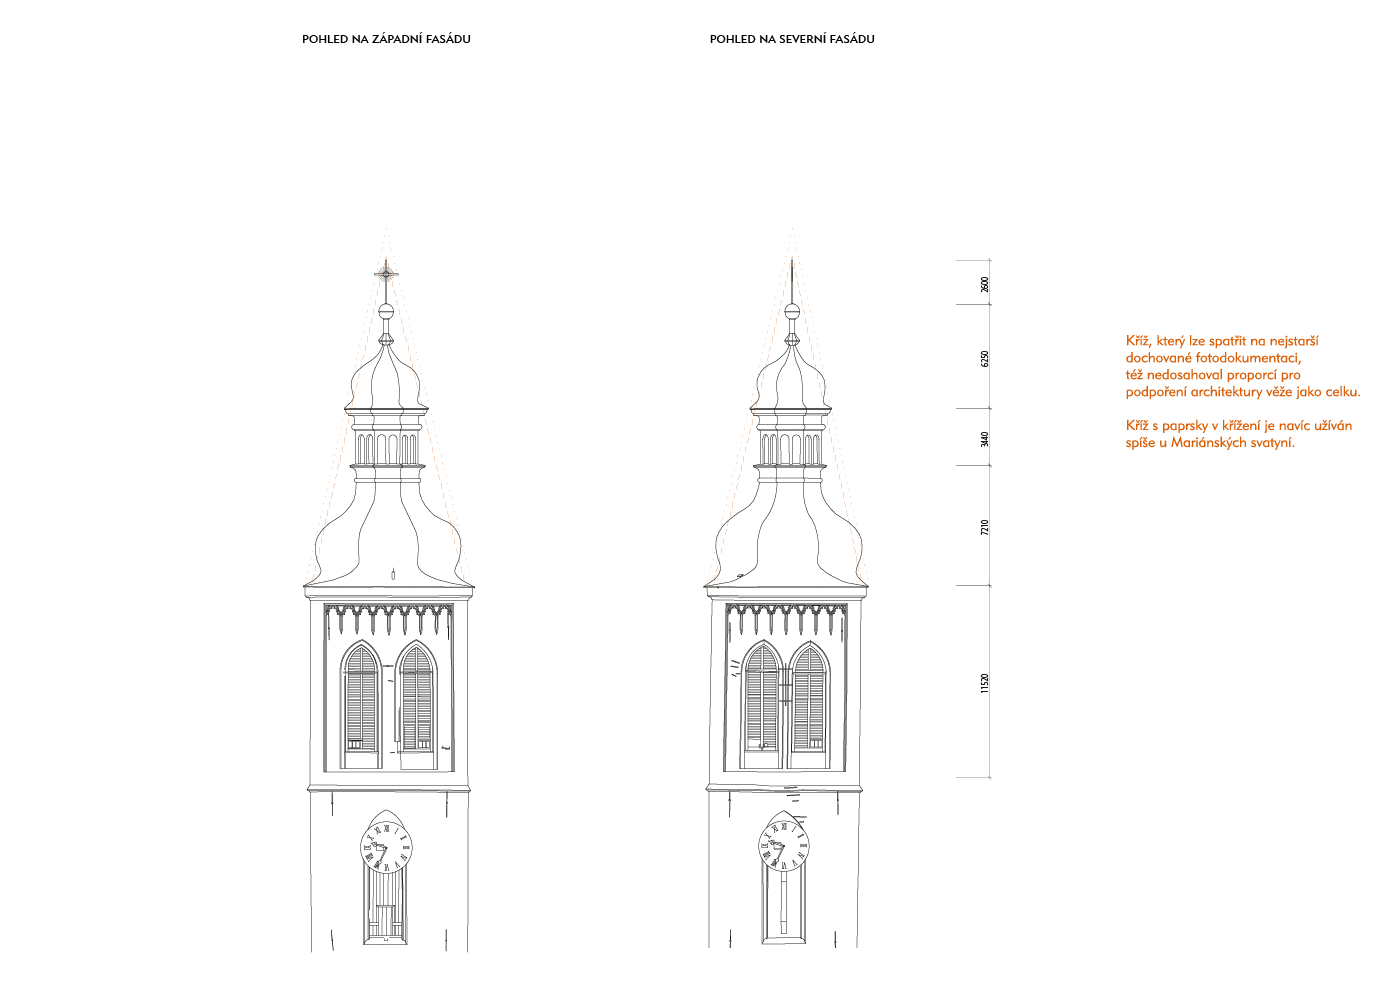 POHLED NA ZÁPADNÍ FASÁDU
POHLED NA SEVERNÍ FASÁDU
2600
6250
3440
7210
11520
Kříž, který lze spatřit na nejstarší
dochované fotodokumentaci,
též nedosahoval proporcí pro
podpoření architektury věže jako celku.
Kříž s paprsky v křížení je navíc užíván
spíše u Mariánských svatyní.